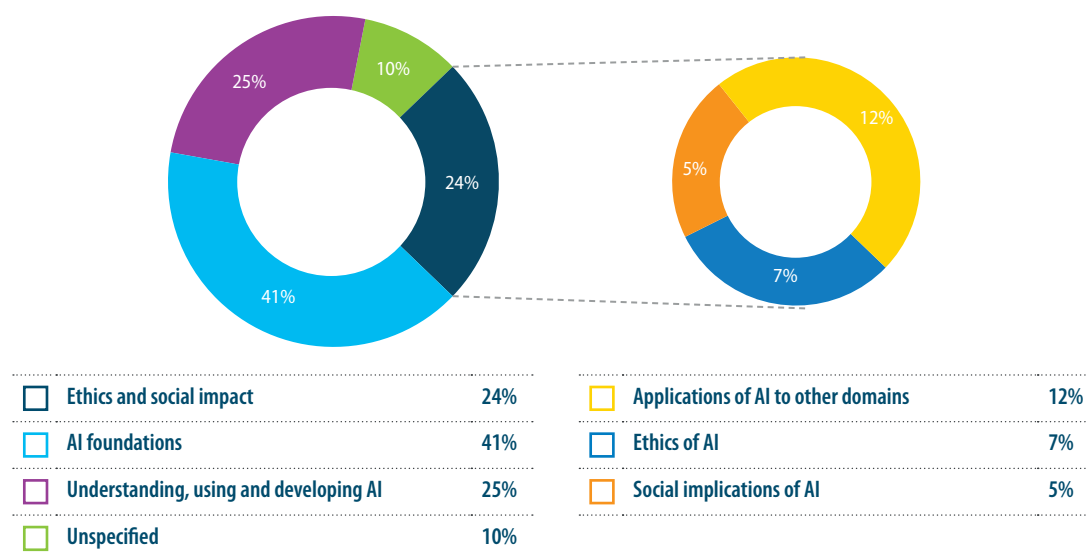 10%
25%
12%
5%
24%
7%
41%
Ethics and social impact 24%
AI foundations 41%
Understanding, using and developing AI 25%
Unspecified 10%
Applications of AI to other domains 12%
Ethics of AI 7%
Social implications of AI 5%